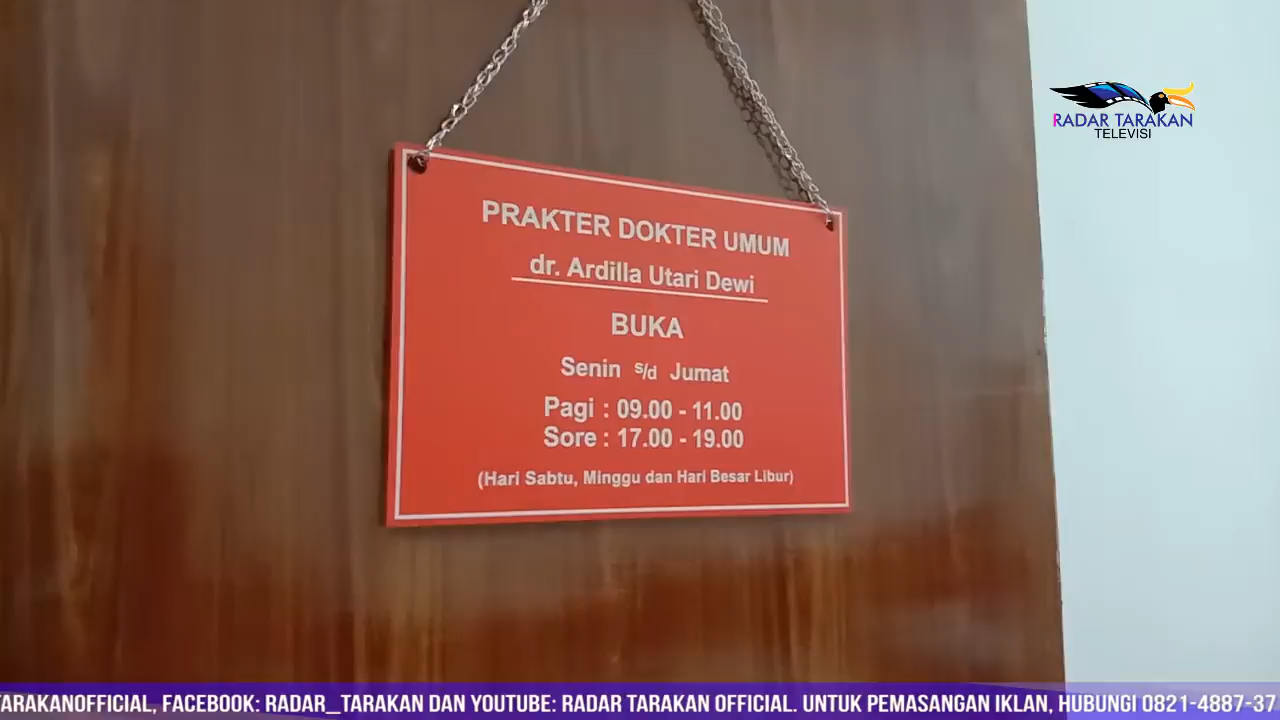 RADAR TARAKAN
TELEVISI
PRAKTER DOKTER UMUM
dr. Ardilla Utari Dewi
BUKA
Senin s/d Jumat
Pagi : 09.00 - 11.00
Sore : 17.00 - 19.00
(Hari Sabtu, Minggu dan Hari Besar Libur)
TARAKANOFFICIAL, FACEBOOK: RADAR_TARAKAN DAN YOUTUBE: RADAR TARAKAN OFFICIAL. UNTUK PEMASANGAN IKLAN, HUBUNGI 0821-4887-37